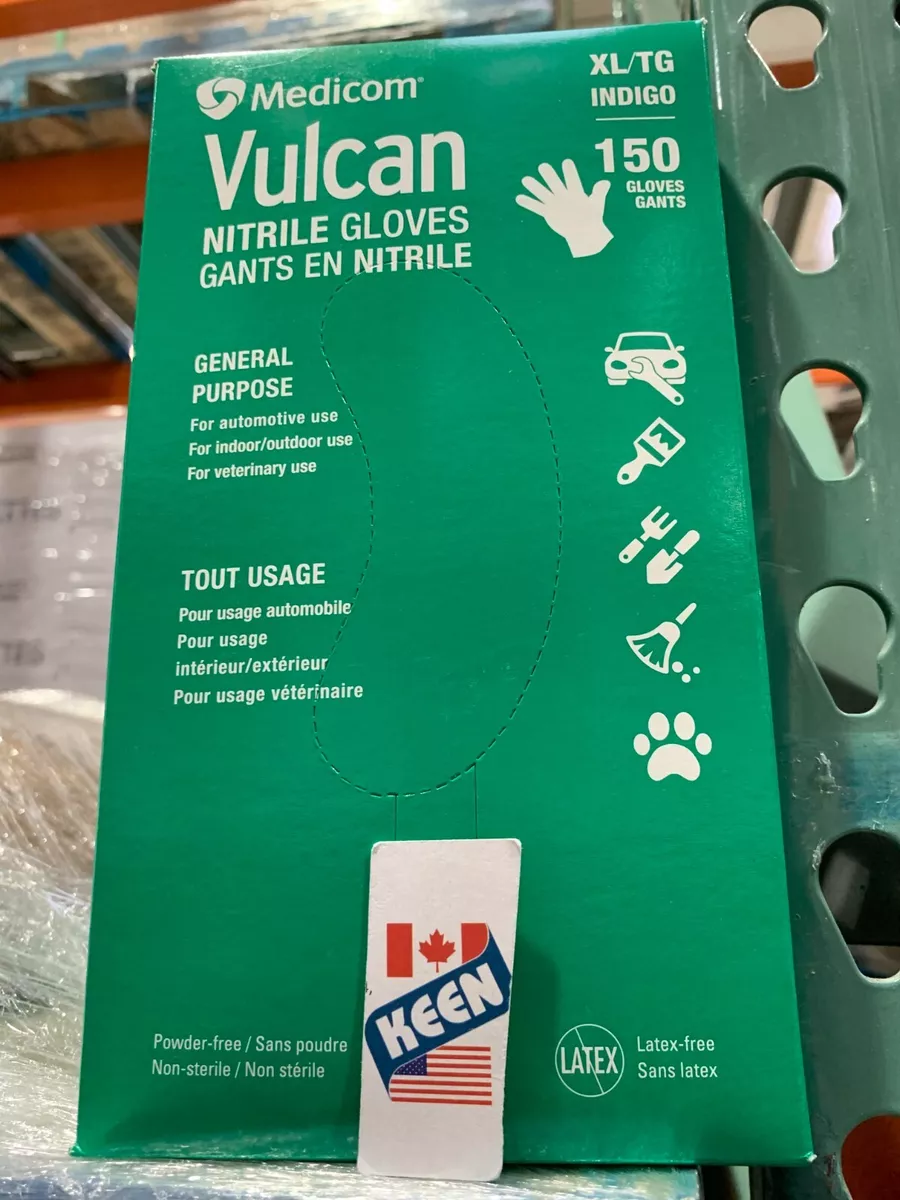 Medicom®
Vulcan
NITRILE GLOVES
GANTS EN NITRILE
XL/TG
INDIGO
150
GLOVES
GANTS
GENERAL
PURPOSE
For automotive use
For indoor/outdoor use
For veterinary use
TOUT USAGE
Pour usage automobile
Pour usage
intérieur/extérieur
Pour usage vétérinaire
KEEN
Powder-free / Sans poudre
Non-sterile / Non stérile
LATEX
Latex-free
Sans latex